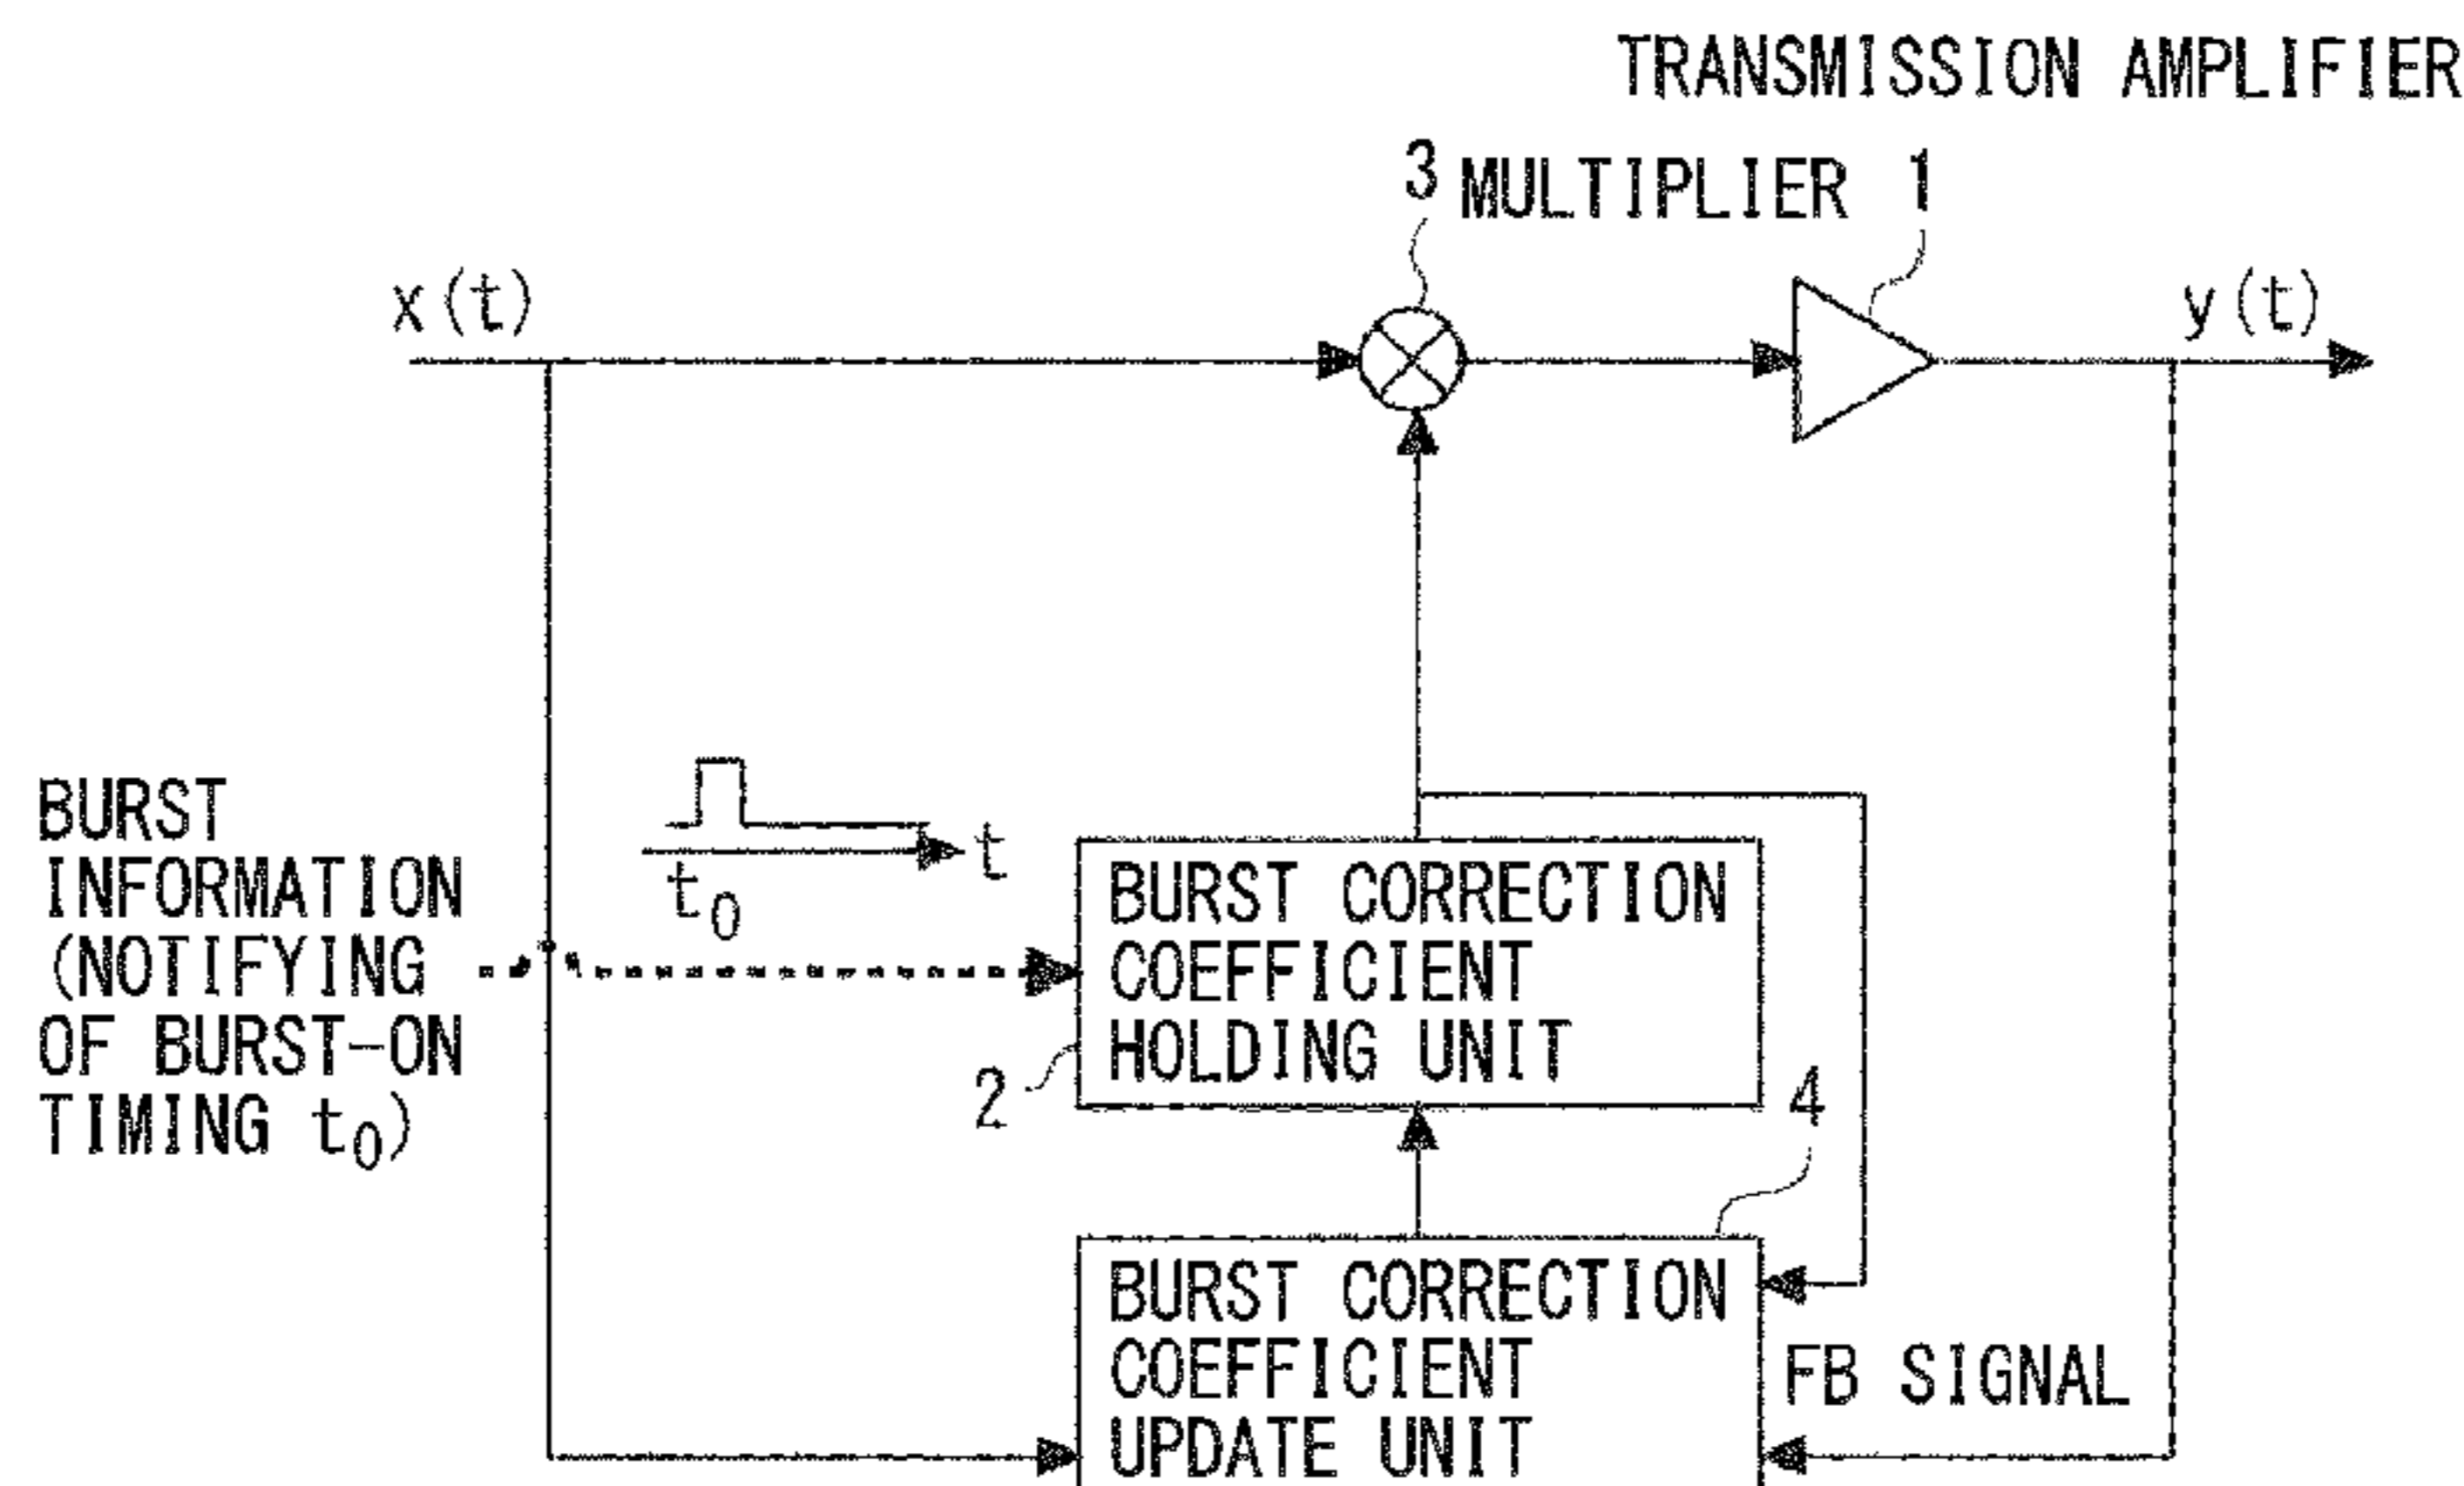 TRANSMISSION AMPLIFIER
3 MULTIPLIER 1
x(t)
y(t)
BURST
INFORMATION
(NOTIFYING
OF BURST-ON
TIMING t0)
t
t0
BURST CORRECTION
COEFFICIENT
HOLDING UNIT
2
4
BURST CORRECTION
COEFFICIENT
UPDATE UNIT
FB SIGNAL